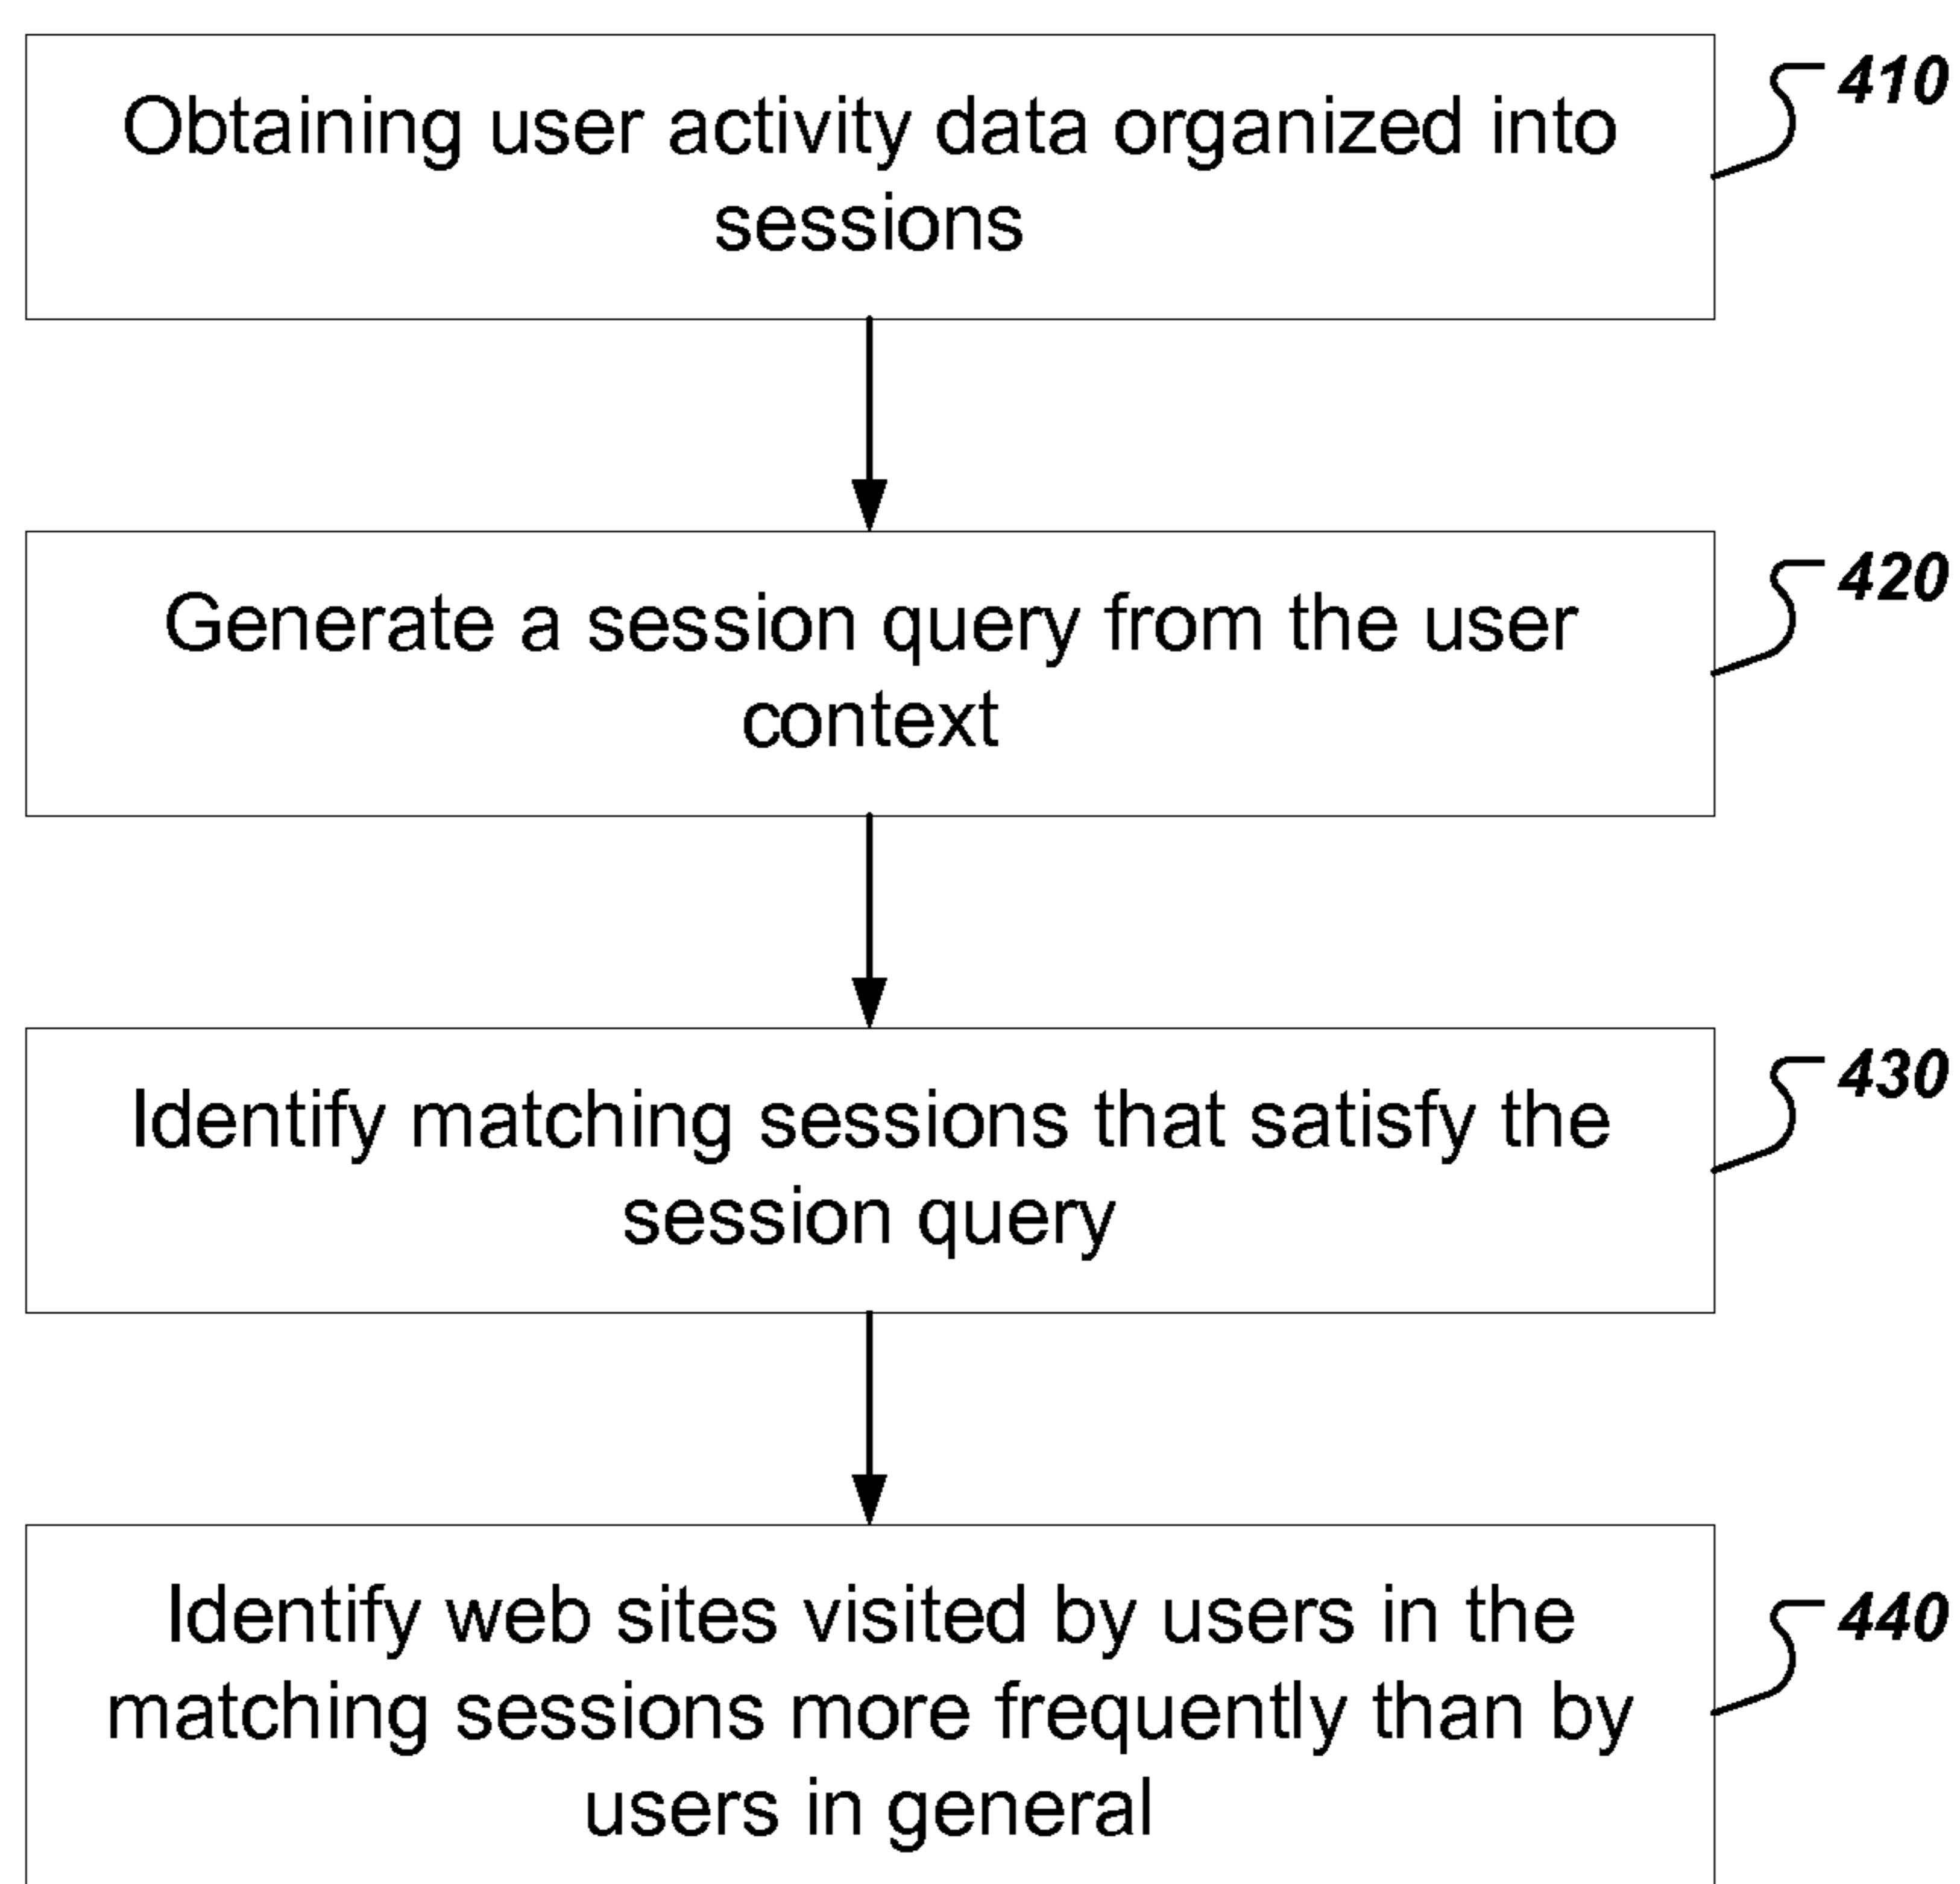 Obtaining user activity data organized into
sessions
410
Generate a session query from the user
context
420
Identify matching sessions that satisfy the
session query
430
Identify web sites visited by users in the
matching sessions more frequently than by
users in general
440